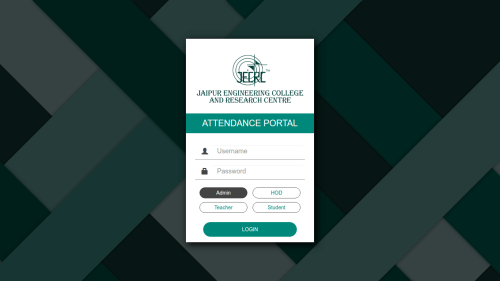 JECRC
JAIPUR ENGINEERING COLLEGE
AND RESEARCH CENTRE
ATTENDANCE PORTAL
Username
Password
Admin HOD
Teacher Student
LOGIN